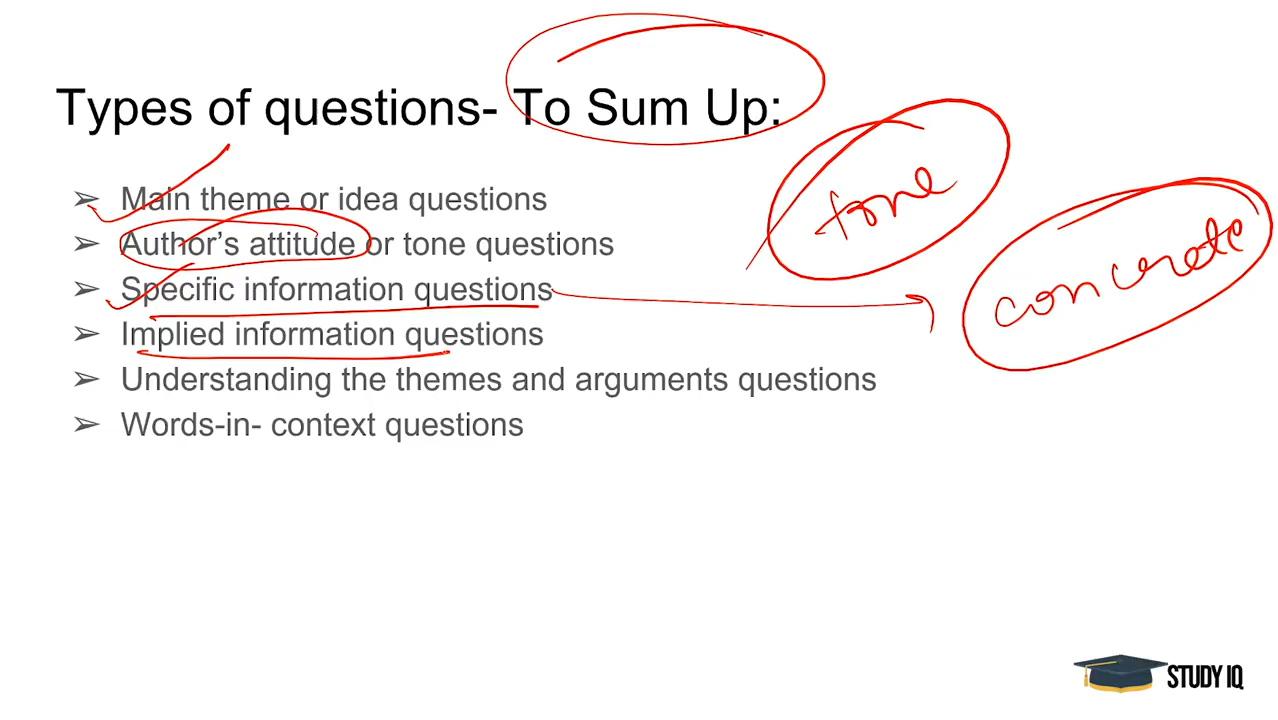 Types of questions- To Sum Up:
➢ Main theme or idea questions
➢ Author's attitude or tone questions
➢ Specific information questions
➢ Implied information questions
➢ Understanding the themes and arguments questions
➢ Words-in- context questions
tone
concrete
STUDY IQ